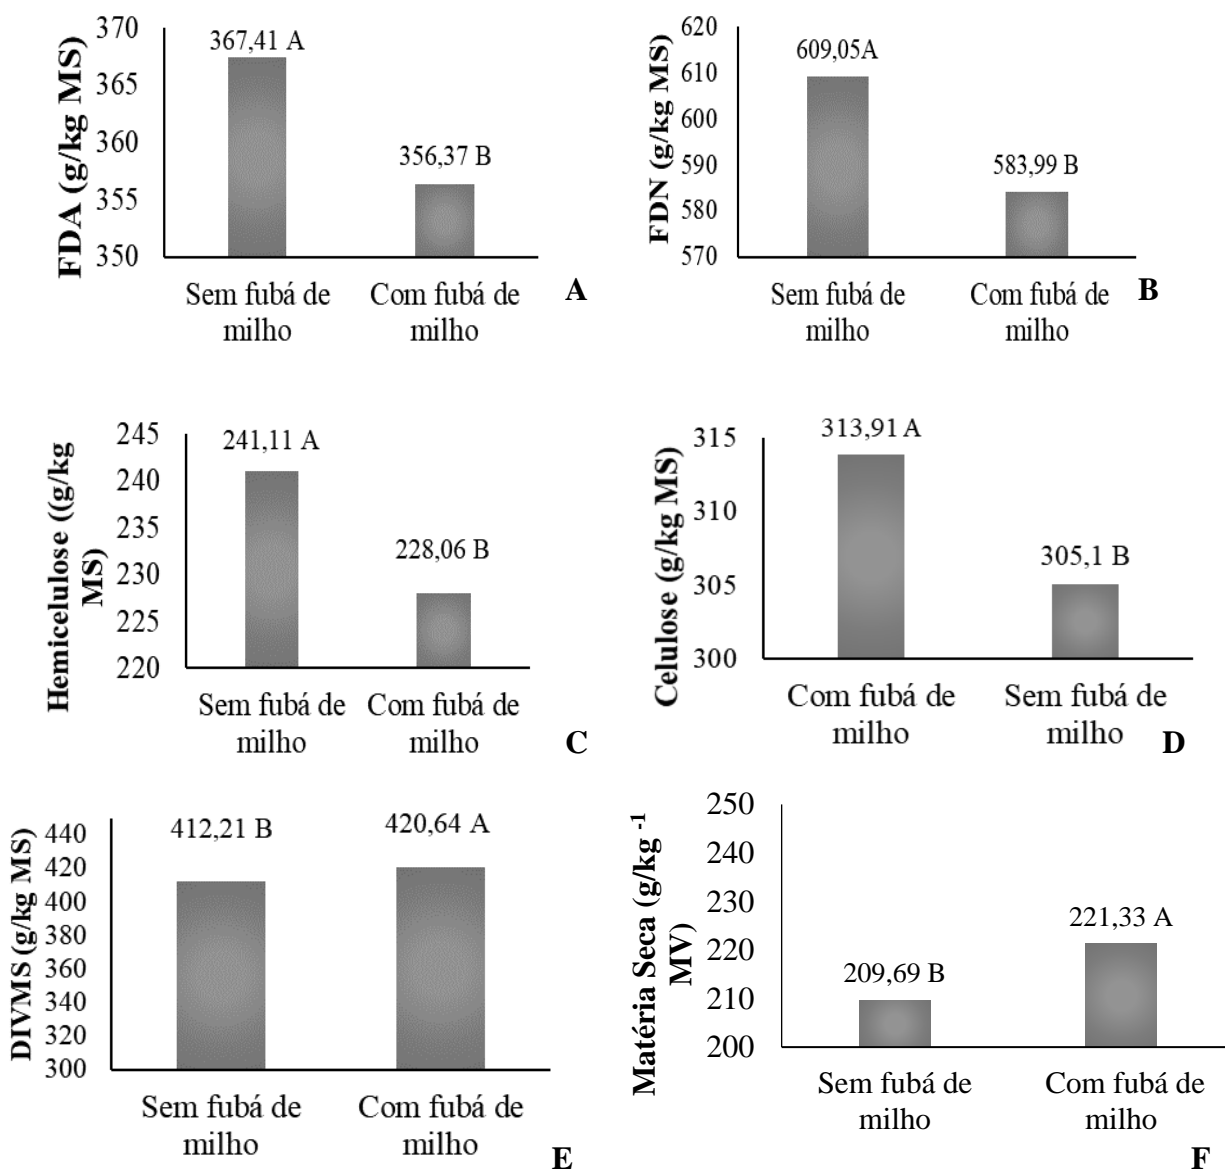 FDA (g/kg MS)
370
365
360
355
350
367,41 A
356,37 B
Sem fubá de
milho
Com fubá de
milho
A
FDN (g/kg MS)
620
610
600
590
580
570
609,05A
583,99 B
Sem fubá de
milho
Com fubá de
milho
B
Hemicelulose ((g/kg
MS)
245
240
235
230
225
220
241,11 A
228,06 B
Sem fubá de
milho
Com fubá de
milho
C
Celulose (g/kg MS)
315
310
305
300
313,91 A
305,1 B
Com fubá de
milho
Sem fubá de
milho
D
DIVMS (g/kg MS)
440
420
400
380
360
340
320
300
412,21 B
420,64 A
Sem fubá de
milho
Com fubá de
milho
E
Matéria Seca (g/kg -1
MV)
250
240
230
220
210
200
209,69 B
221,33 A
Sem fubá de
milho
Com fubá de
milho
F